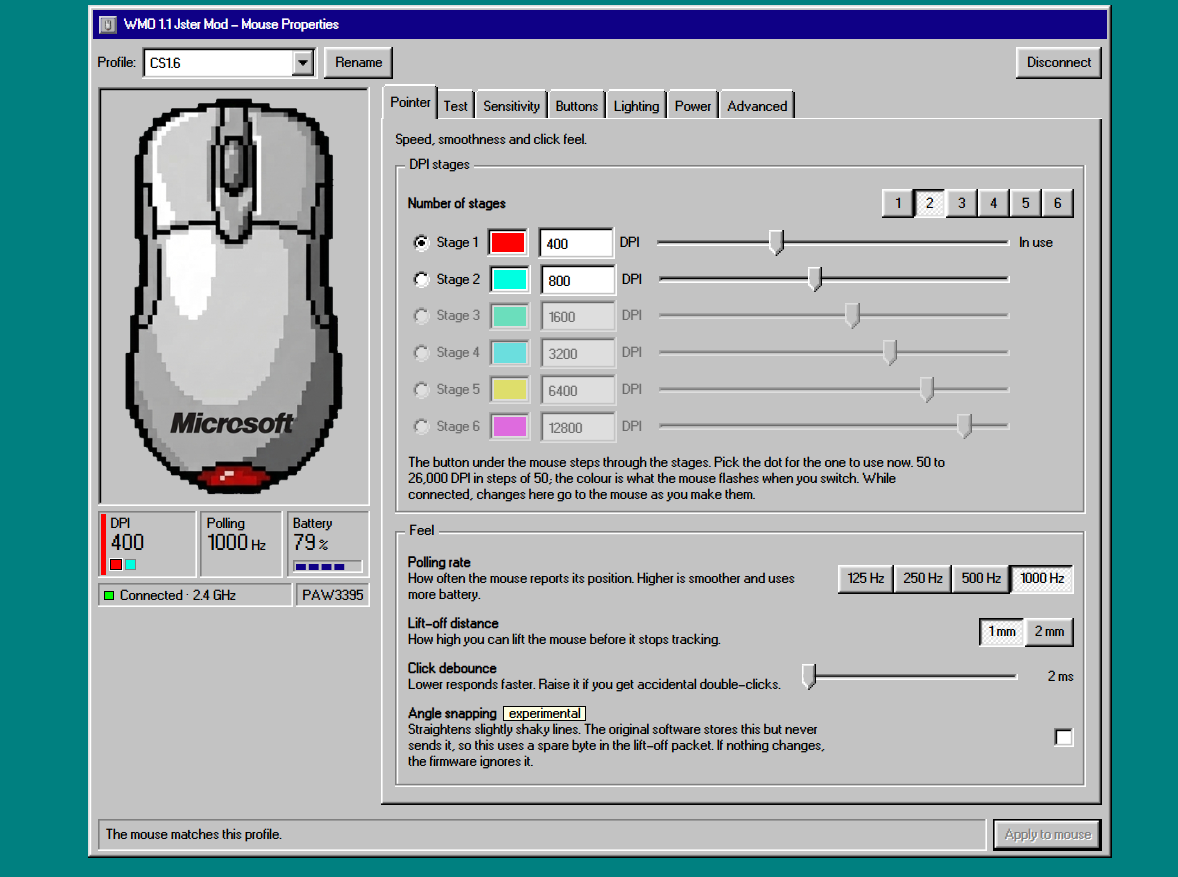 WMO 1.1 Jster Mod – Mouse Properties
Profile: CS1.6 Rename Disconnect
Pointer Test Sensitivity Buttons Lighting Power Advanced
Speed, smoothness and click feel.
DPI stages
Number of stages 1 2 3 4 5 6
Stage 1 400 DPI In use
Stage 2 800 DPI
Stage 3 1600 DPI
Stage 4 3200 DPI
Stage 5 6400 DPI
Stage 6 12800 DPI
The button under the mouse steps through the stages. Pick the dot for the one to use now. 50 to
26,000 DPI in steps of 50; the colour is what the mouse flashes when you switch. While
connected, changes here go to the mouse as you make them.
Microsoft
DPI
400
Polling
1000 Hz
Battery
79 %
Connected · 2.4 GHz PAW3395
Feel
Polling rate
How often the mouse reports its position. Higher is smoother and uses
more battery.
125 Hz 250 Hz 500 Hz 1000 Hz
Lift-off distance
How high you can lift the mouse before it stops tracking.
1 mm 2 mm
Click debounce
Lower responds faster. Raise it if you get accidental double-clicks.
2 ms
Angle snapping experimental
Straightens slightly shaky lines. The original software stores this but never
sends it, so this uses a spare byte in the lift-off packet. If nothing changes,
the firmware ignores it.
The mouse matches this profile. Apply to mouse